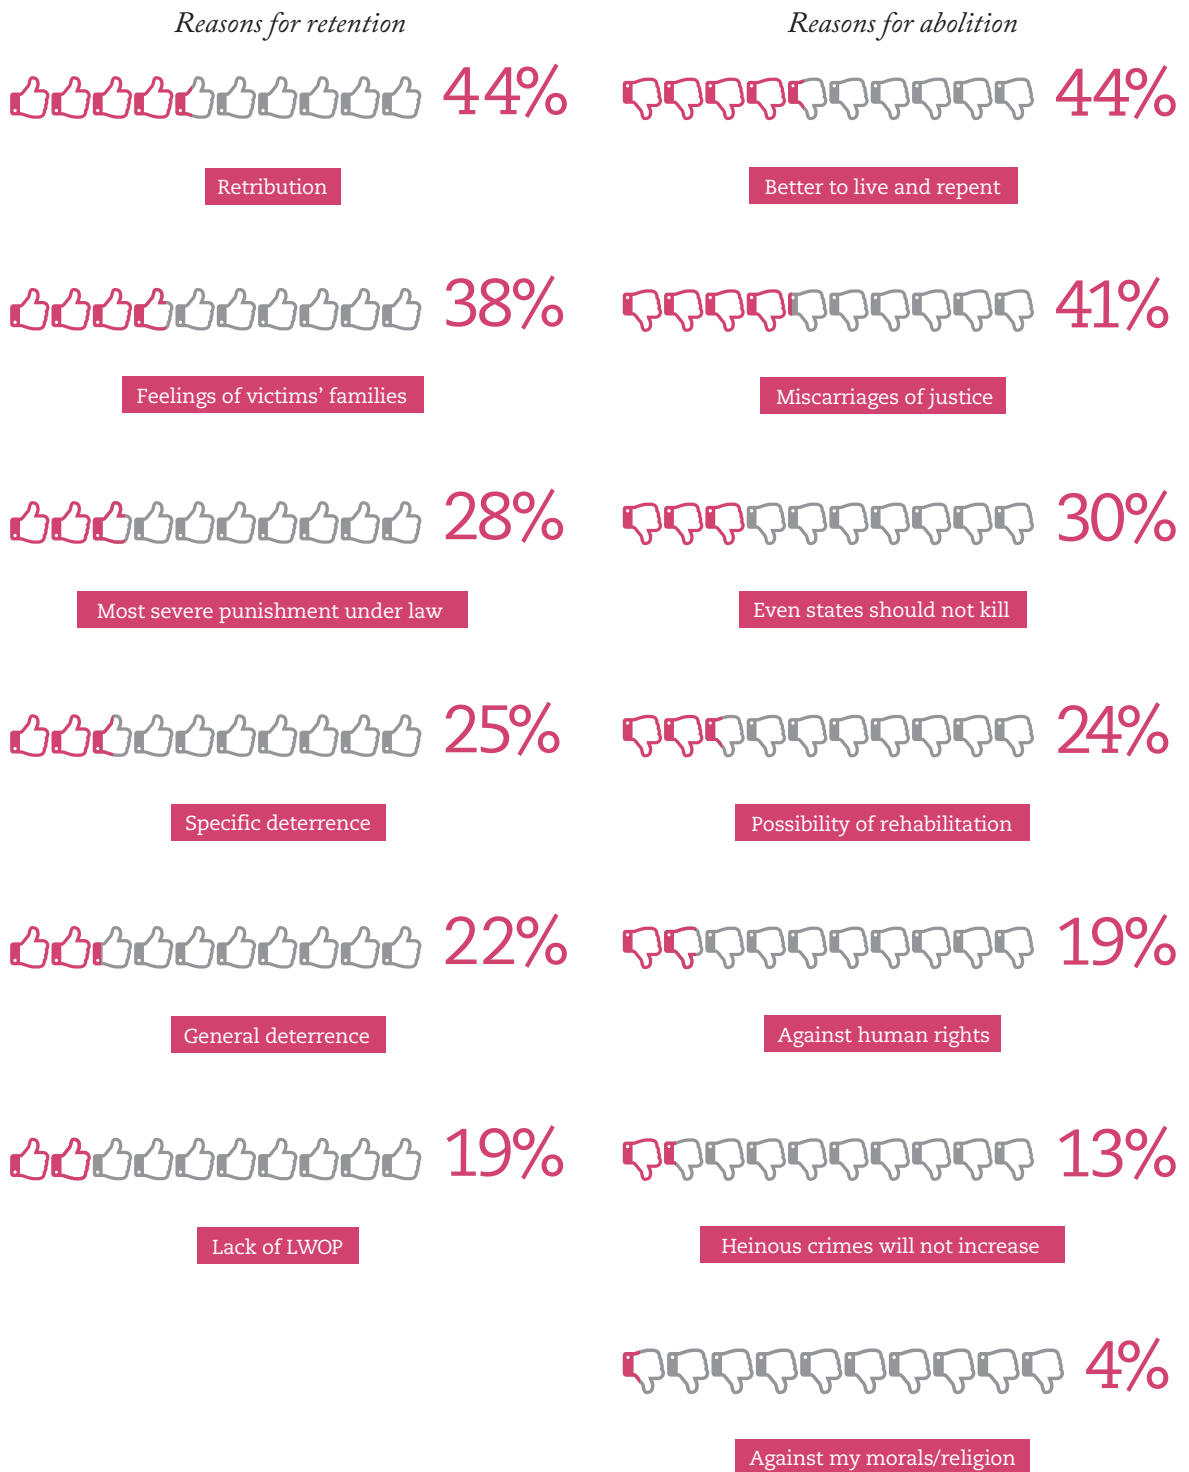 Reasons for retention
44%
Retribution
38%
Feelings of victims’ families
28%
Most severe punishment under law
25%
Specific deterrence
22%
General deterrence
19%
Lack of LWOP
Reasons for abolition
44%
Better to live and repent
41%
Miscarriages of justice
30%
Even states should not kill
24%
Possibility of rehabilitation
19%
Against human rights
13%
Heinous crimes will not increase
4%
Against my morals/religion